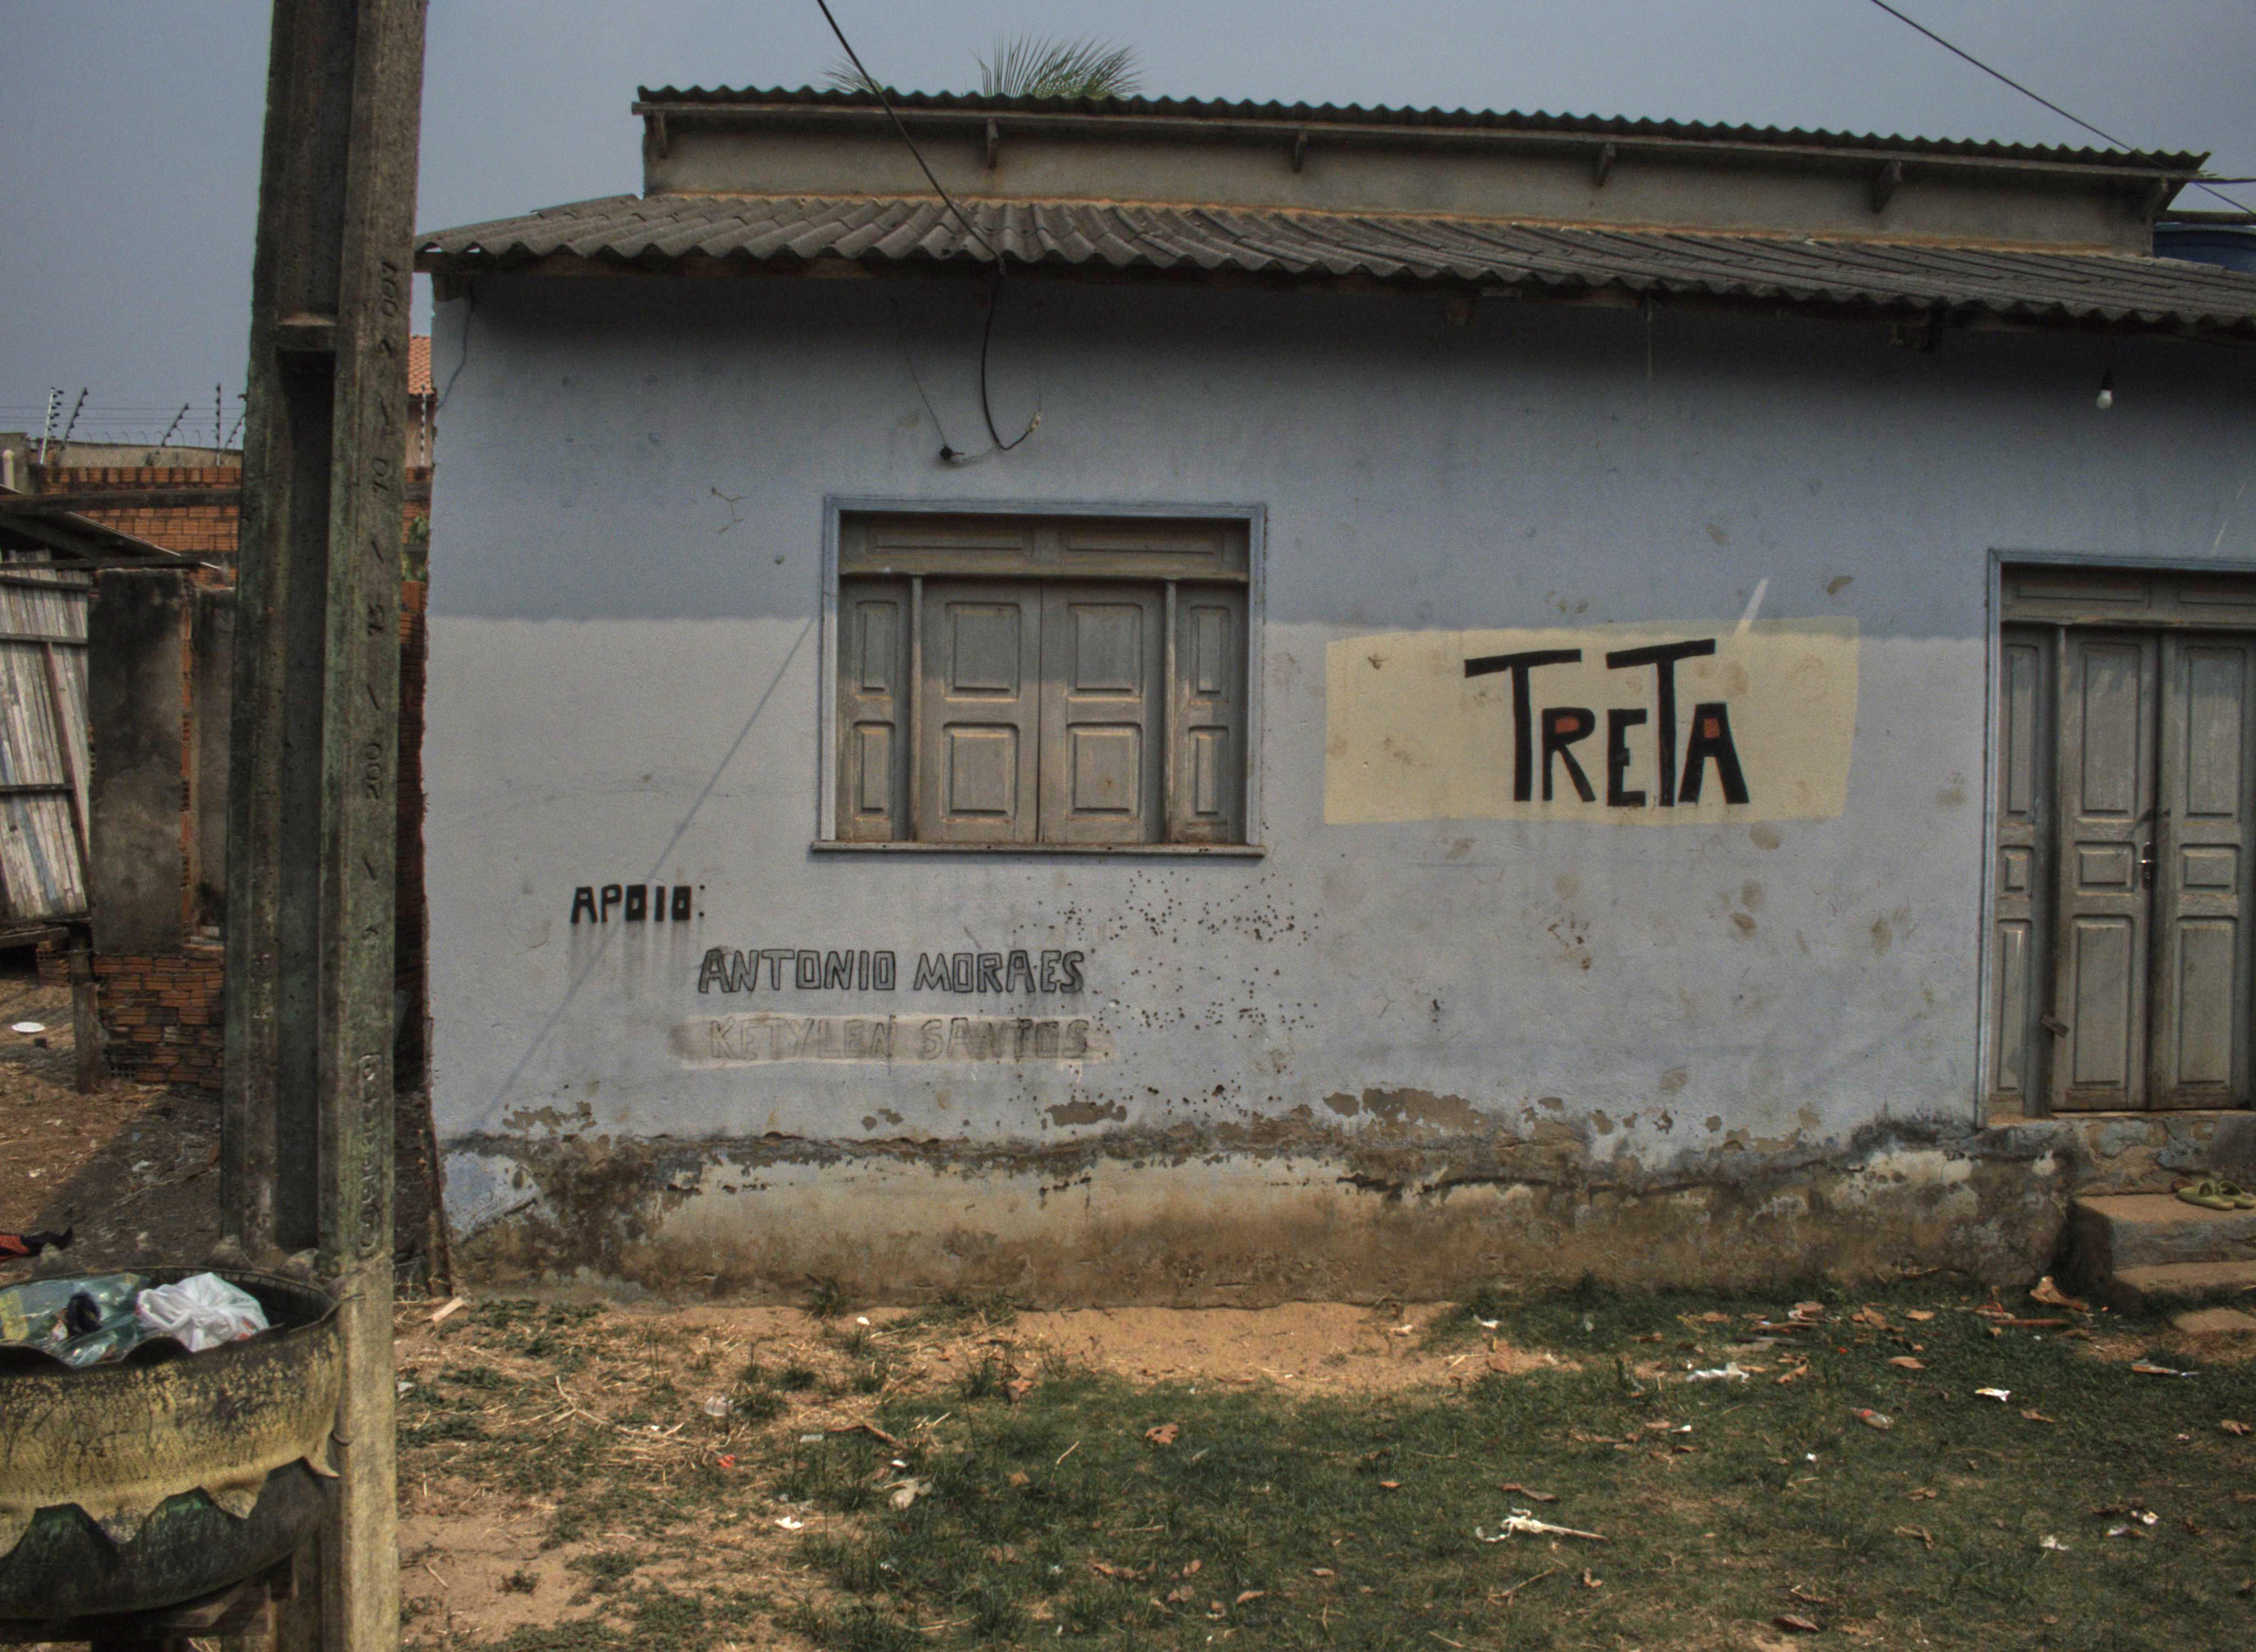 TRETA
APOIO:
ANTONIO MORAES
KETYLEN SANTOS